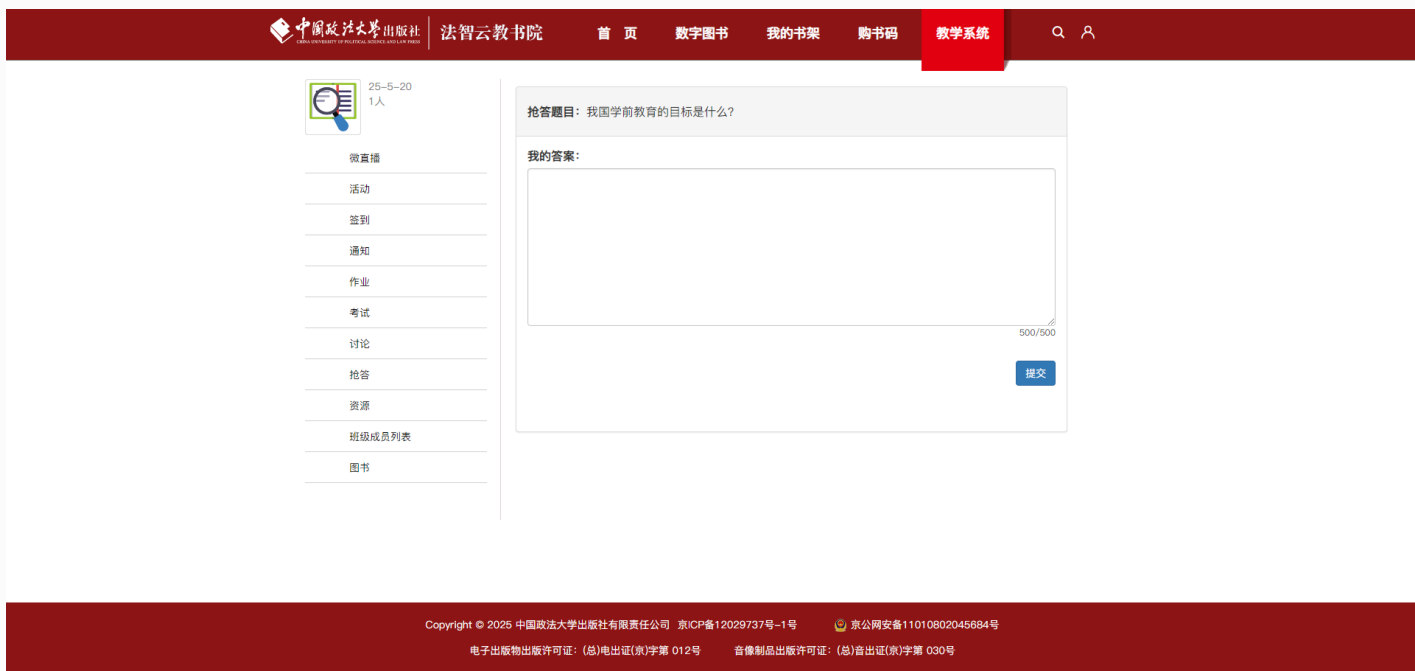 中国政法大学出版社 法智云教书院 首 页 数字图书 我的书架 购书码 教学系统
CHINA UNIVERSITY OF POLITICAL SCIENCE AND LAW PRESS
25-5-20
1人
微直播
活动
签到
通知
作业
考试
讨论
抢答
资源
班级成员列表
图书
抢答题目：我国学前教育的目标是什么?
我的答案：
500/500
提交
Copyright © 2025 中国政法大学出版社有限责任公司 京ICP备12029737号-1号 京公网安备11010802045684号
电子出版物出版许可证：(总)电出证(京)字第 012号 音像制品出版许可证：(总)音出证(京)字第 030号